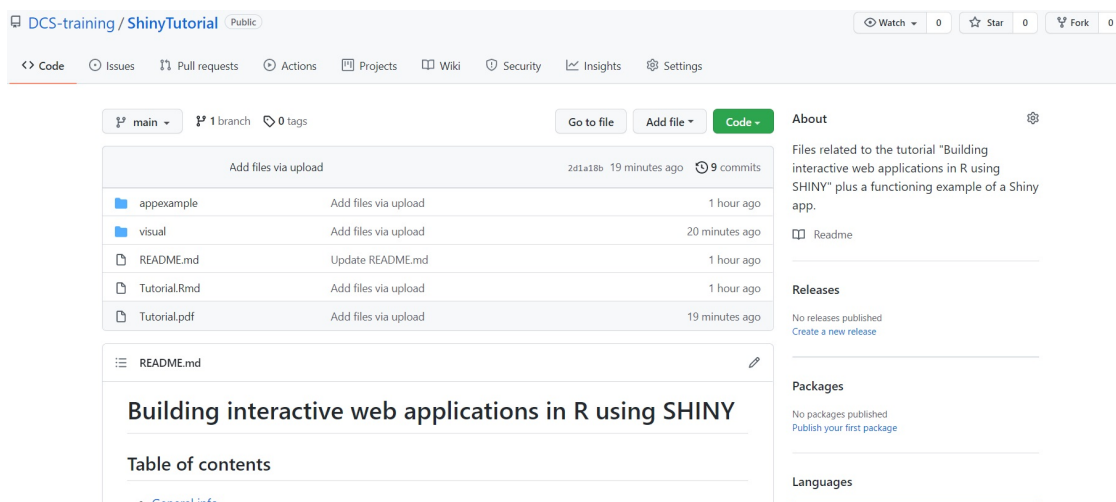 DCS-training / ShinyTutorial Public
Watch 0 Star 0 Fork 0
Code Issues Pull requests Actions Projects Wiki Security Insights Settings
main 1 branch 0 tags Go to file Add file Code
Add files via upload 2d1a18b 19 minutes ago 9 commits
appexample Add files via upload 1 hour ago
visual Add files via upload 20 minutes ago
README.md Update README.md 1 hour ago
Tutorial.Rmd Add files via upload 1 hour ago
Tutorial.pdf Add files via upload 19 minutes ago
README.md
Building interactive web applications in R using SHINY
Table of contents
General info
About
Files related to the tutorial "Building
interactive web applications in R using
SHINY" plus a functioning example of a Shiny
app.
Readme
Releases
No releases published
Create a new release
Packages
No packages published
Publish your first package
Languages